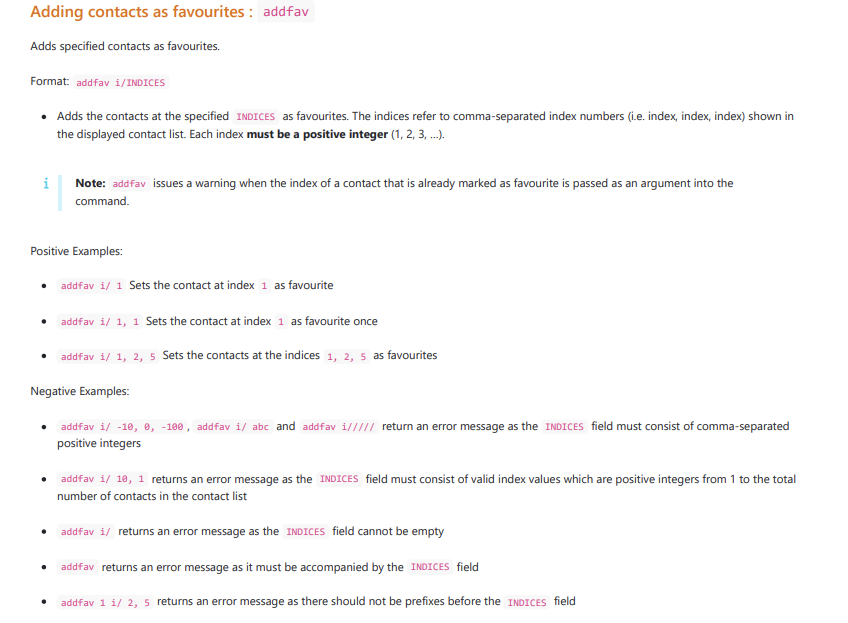 Adding contacts as favourites : addfav
Adds specified contacts as favourites.
Format: addfav i/INDICES
• Adds the contacts at the specified INDICES as favourites. The indices refer to comma-separated index numbers (i.e. index, index, index) shown in
the displayed contact list. Each index must be a positive integer (1, 2, 3, …).
i Note: addfav issues a warning when the index of a contact that is already marked as favourite is passed as an argument into the
command.
Positive Examples:
• addfav i/ 1 Sets the contact at index 1 as favourite
• addfav i/ 1, 1 Sets the contact at index 1 as favourite once
• addfav i/ 1, 2, 5 Sets the contacts at the indices 1, 2, 5 as favourites
Negative Examples:
• addfav i/ -10, 0, -100 , addfav i/ abc and addfav i///// return an error message as the INDICES field must consist of comma-separated
positive integers
• addfav i/ 10, 1 returns an error message as the INDICES field must consist of valid index values which are positive integers from 1 to the total
number of contacts in the contact list
• addfav i/ returns an error message as the INDICES field cannot be empty
• addfav returns an error message as it must be accompanied by the INDICES field
• addfav 1 i/ 2, 5 returns an error message as there should not be prefixes before the INDICES field